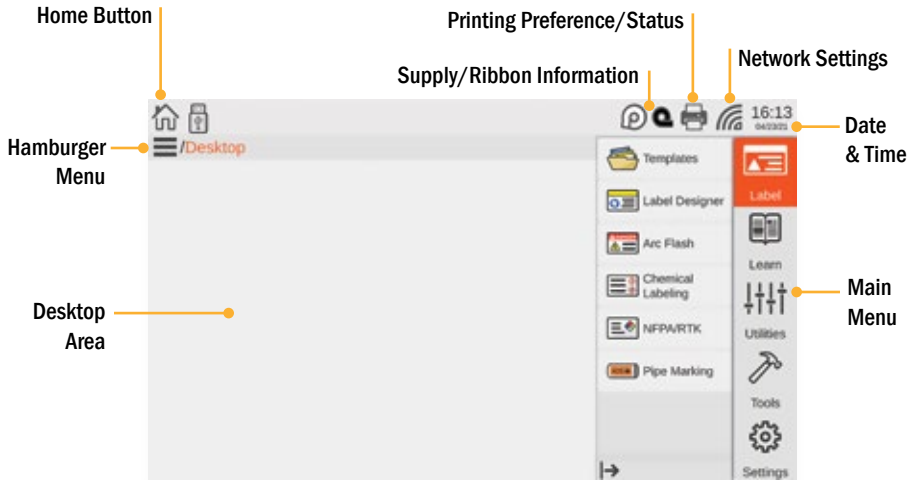 Home Button
Printing Preference/Status
Supply/Ribbon Information
Network Settings
16:13
04/23/21
Date
& Time
Hamburger
Menu
/Desktop
Templates
Label Designer
Arc Flash
Chemical
Labeling
NFPA/RTK
Pipe Marking
Label
Learn
Utilities
Tools
Settings
Main
Menu
Desktop
Area